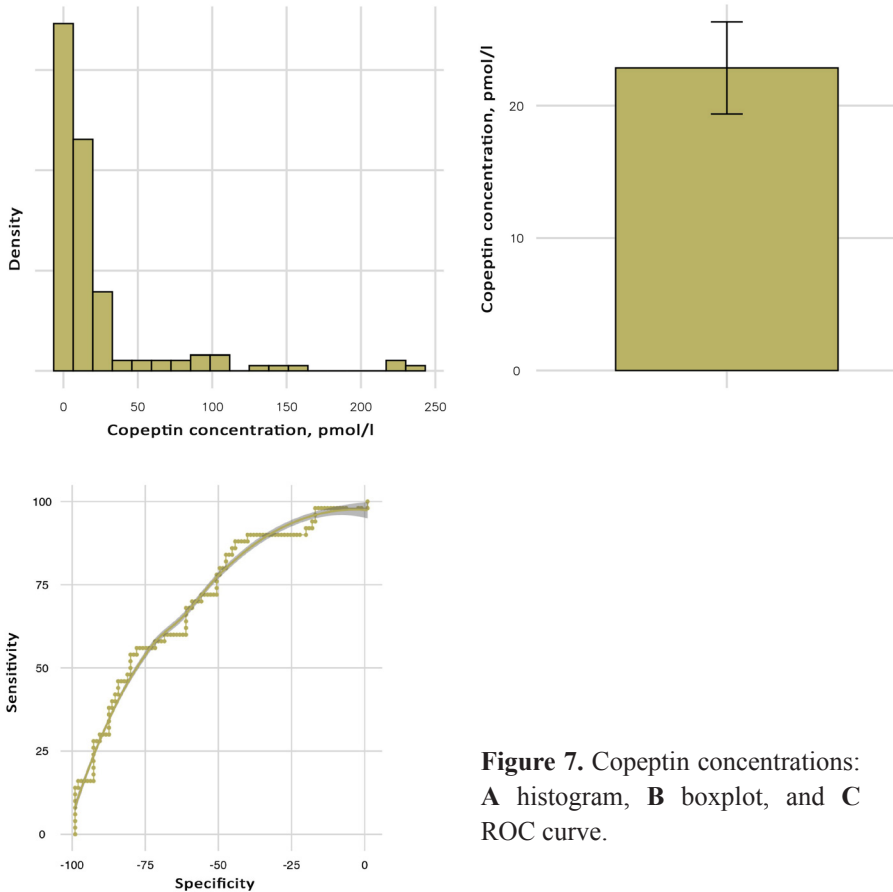 Density
0
50
100
150
200
250
Copeptin concentration, pmol/l
Copeptin concentration, pmol/l
20
10
0
Sensitivity
100
75
50
25
0
-100
-75
-50
-25
0
Specificity
Figure 7. Copeptin concentrations:
A histogram, B boxplot, and C
ROC curve.